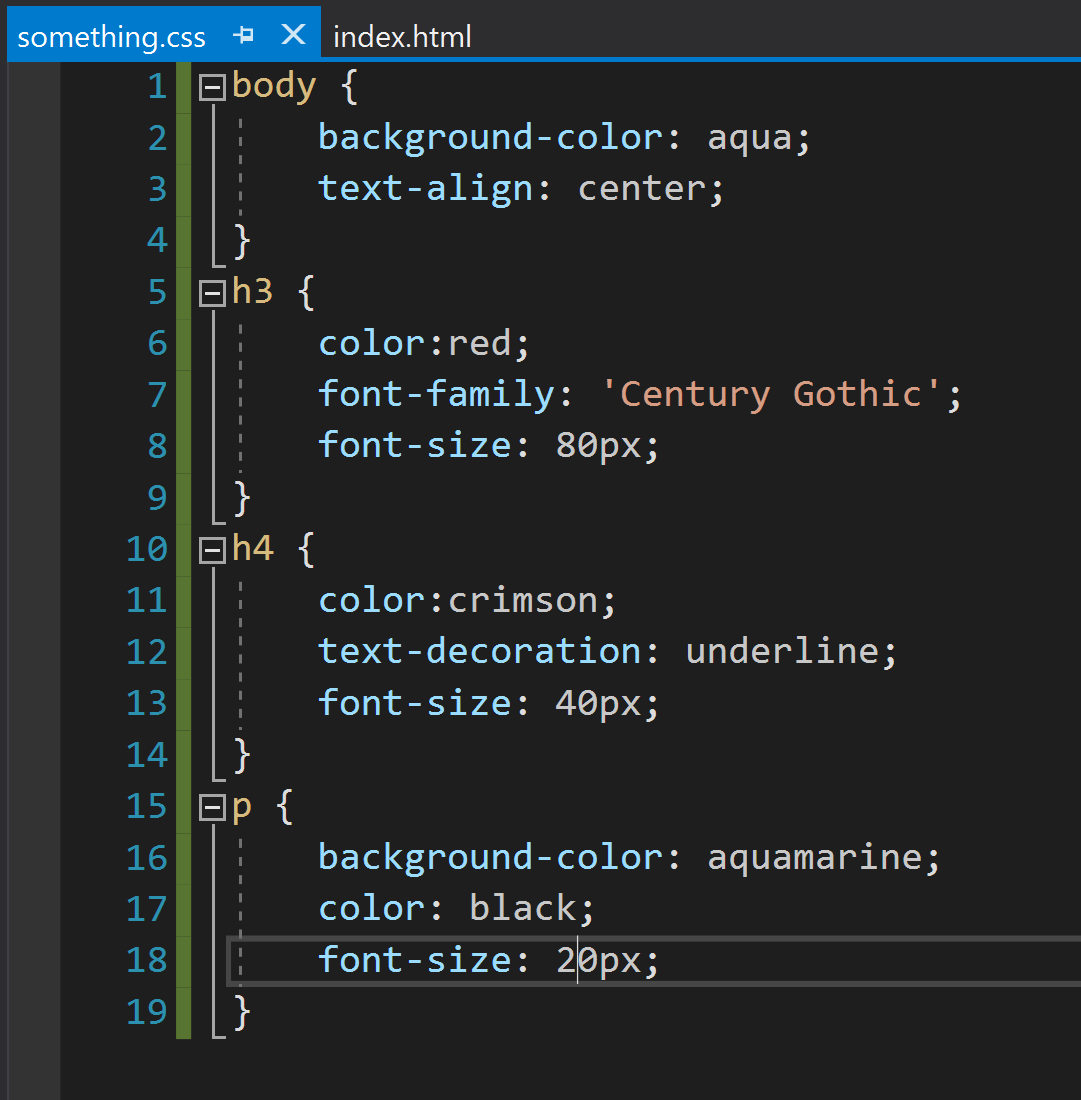 something.css index.html
1 body {
2 background-color: aqua;
3 text-align: center;
4 }
5 h3 {
6 color:red;
7 font-family: 'Century Gothic';
8 font-size: 80px;
9 }
10 h4 {
11 color:crimson;
12 text-decoration: underline;
13 font-size: 40px;
14 }
15 p {
16 background-color: aquamarine;
17 color: black;
18 font-size: 20px;
19 }